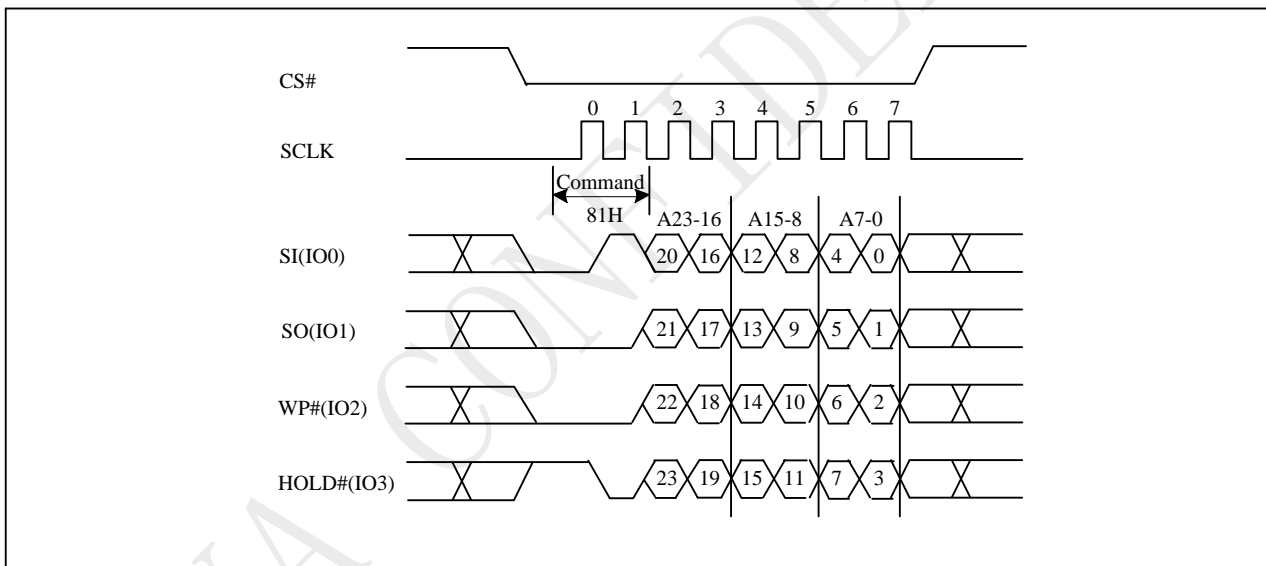 CS#
0 1 2 3 4 5 6 7
SCLK
Command
81H
A23-16 A15-8 A7-0
SI(IO0) 20 16 12 8 4 0
SO(IO1) 21 17 13 9 5 1
WP#(IO2) 22 18 14 10 6 2
HOLD#(IO3) 23 19 15 11 7 3